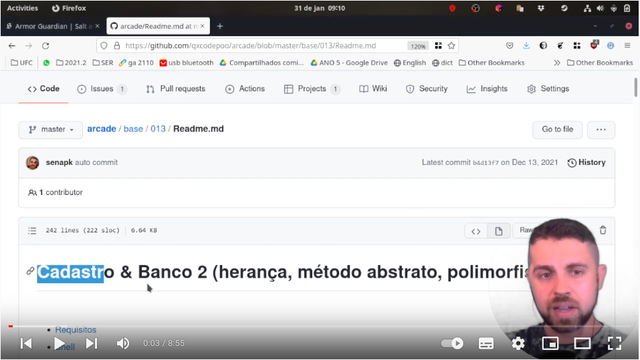 Activities Firefox 31 de jan 09:10
Armor Guardian | Salt a
arcade/Readme.md at
https://github.com/qxcodepoo/arcade/blob/master/base/013/Readme.md 120%
UFC 2021.2 SER ga 2110 usb bluetooth Compartilhados comi... ANO 5 - Google Drive English dict Other Bookmarks Other Bookmarks
Code Issues 1 Pull requests Actions Projects 1 Wiki Security Insights Settings
master arcade / base / 013 / Readme.md Go to file
senapk auto commit Latest commit b4d13f7 on Dec 13, 2021 History
1 contributor
242 lines (222 sloc) 6.64 KB Raw
Cadastro & Banco 2 (herança, método abstrato, polimorfis
Requisitos
Shell
0:03 / 8:55